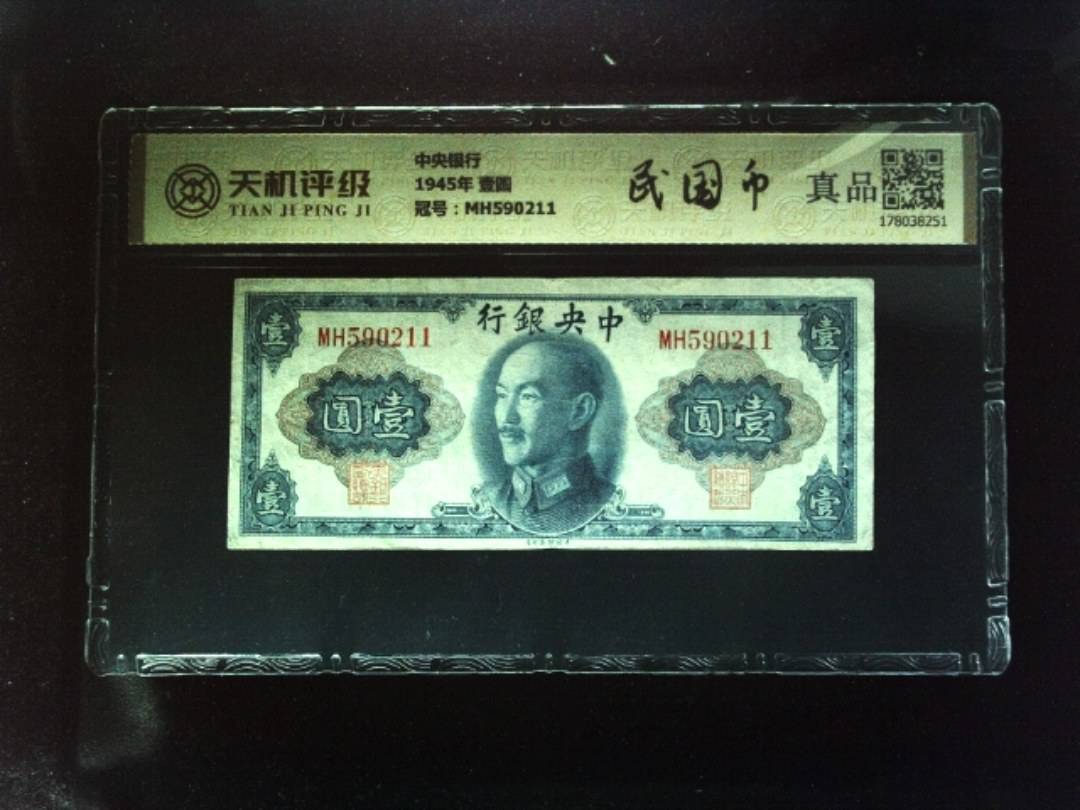 天机评级
TIAN JI PING JI
中央银行
1945年 壹圆
冠号：MH590211
民国币
真品
178038251
行銀央中
MH590211
MH590211
壹
壹
圓壹
圓壹
壹
壹